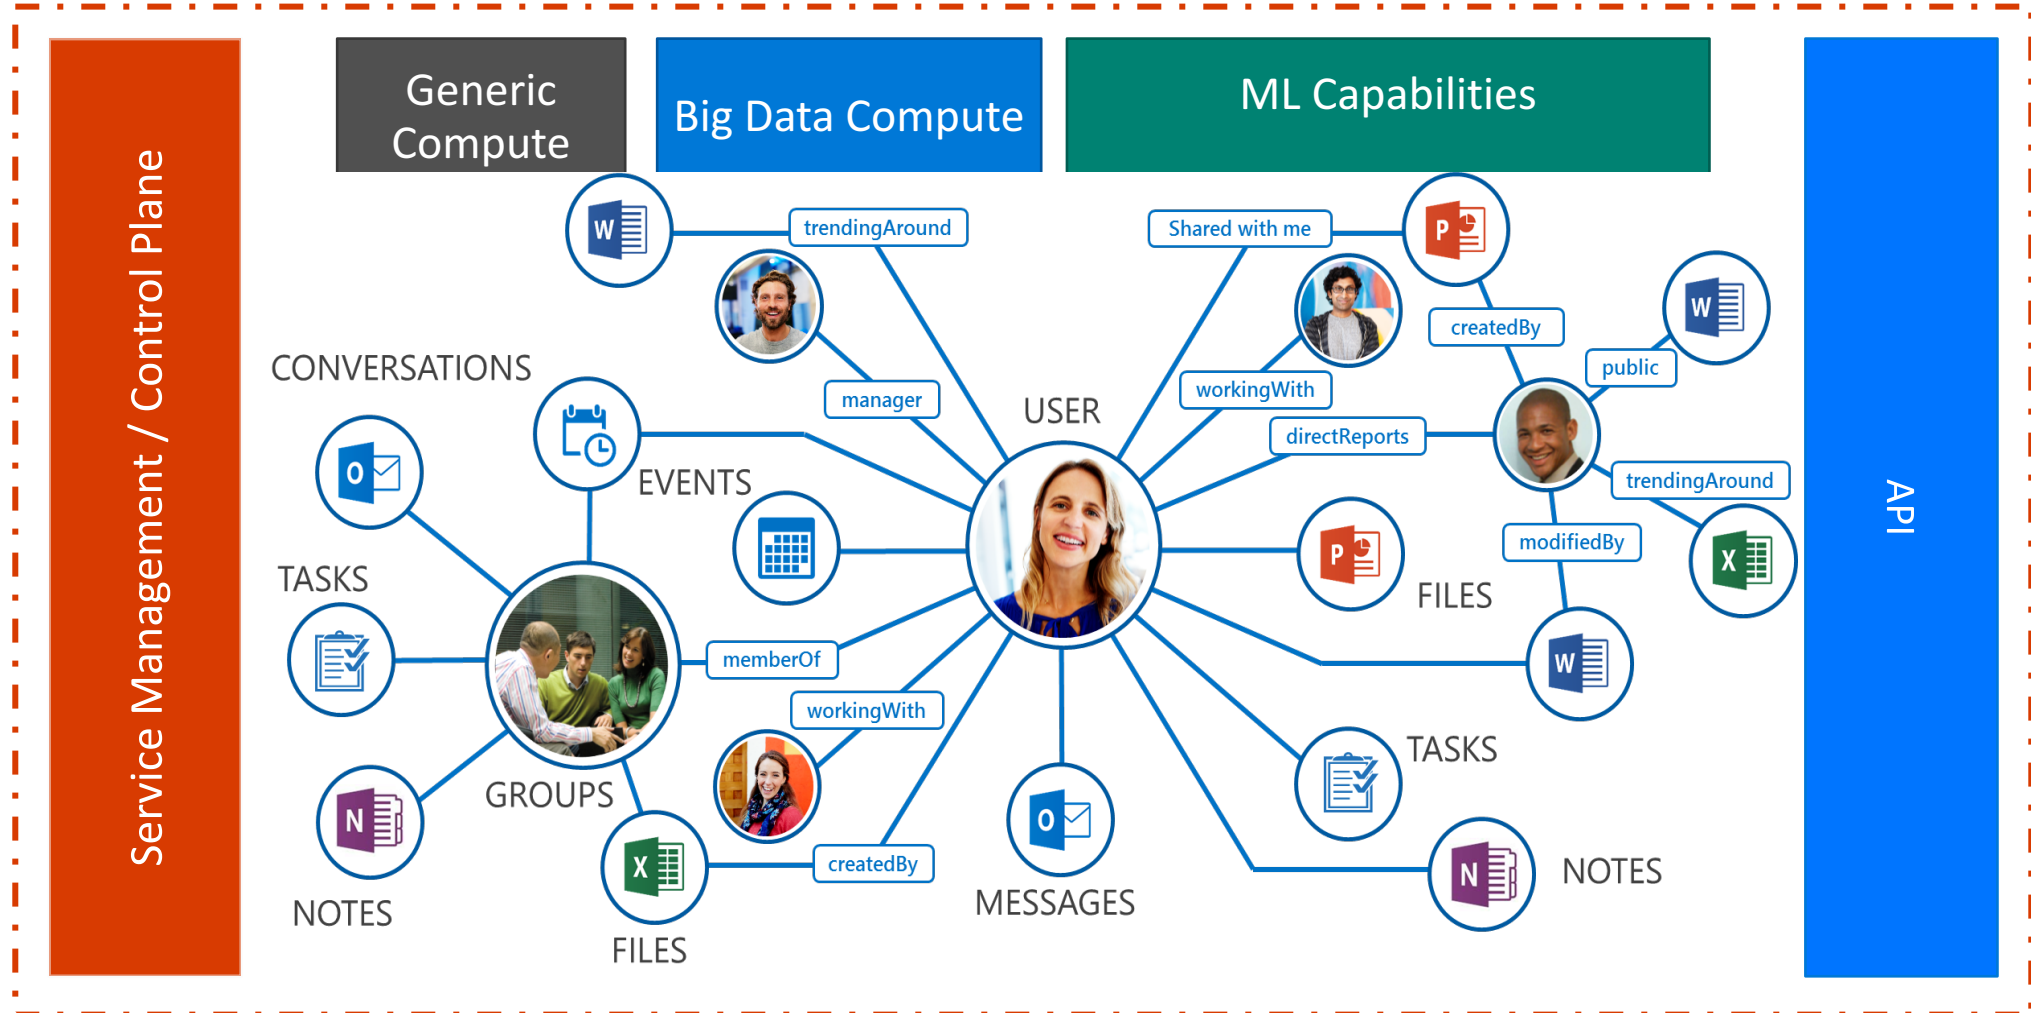 Service Management / Control Plane
Generic
Compute
Big Data Compute
ML Capabilities
API
W
trendingAround
Shared with me
P
createdBy
W
public
CONVERSATIONS
manager
workingWith
USER
directReports
O
EVENTS
trendingAround
modifiedBy
P
X
TASKS
FILES
memberOf
W
workingWith
GROUPS
TASKS
N
O
createdBy
X
N
NOTES
NOTES
MESSAGES
FILES